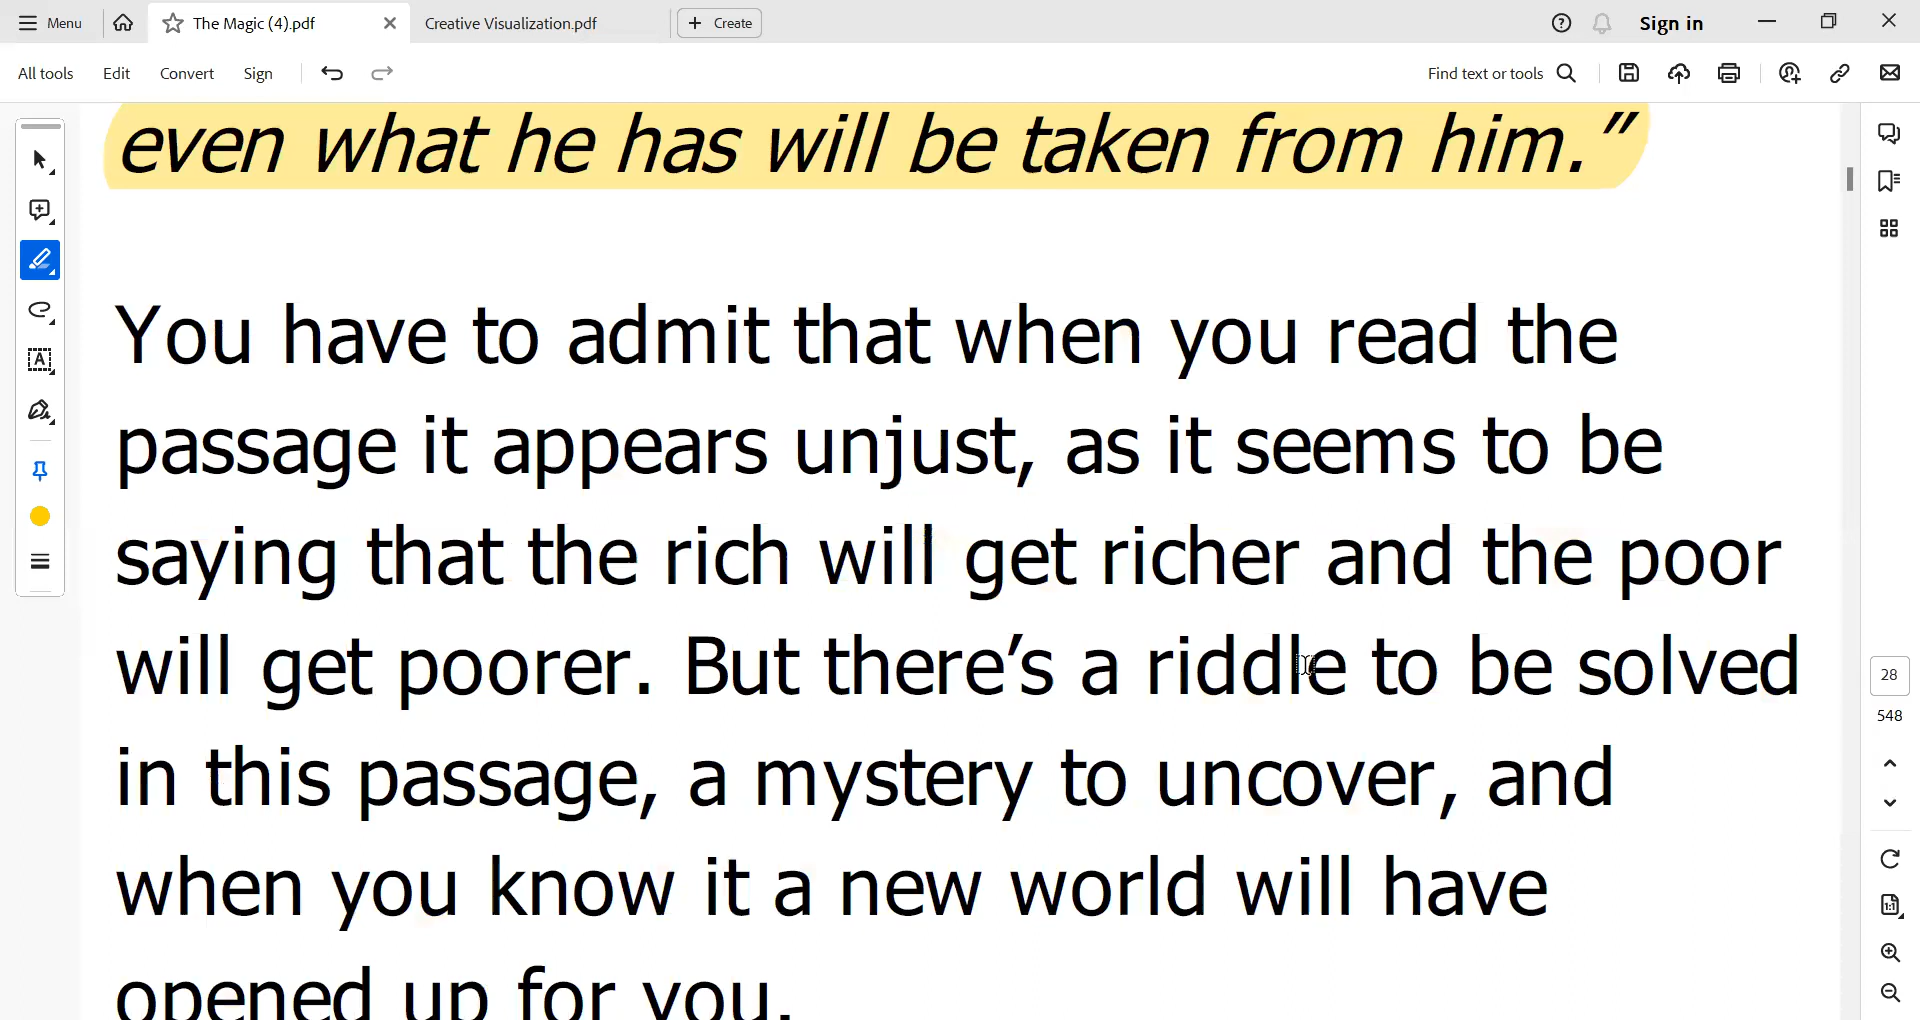 Menu
The Magic (4).pdf
Creative Visualization.pdf
Create
Sign in
All tools
Edit
Convert
Sign
Find text or tools
even what he has will be taken from him.”
You have to admit that when you read the
passage it appears unjust, as it seems to be
saying that the rich will get richer and the poor
will get poorer. But there’s a riddle to be solved
in this passage, a mystery to uncover, and
when you know it a new world will have
opened up for you.
28
548